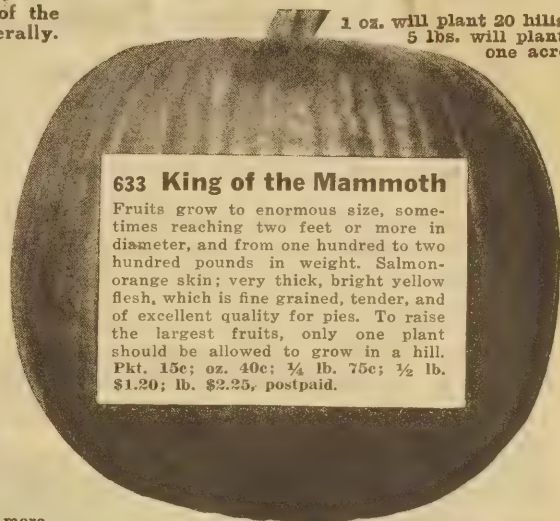 of the
erally.
1 oz. will plant 20 hills
5 lbs. will plant
one acre
633 King of the Mammoth
Fruits grow to enormous size, some-
times reaching two feet or more in
diameter, and from one hundred to two
hundred pounds in weight. Salmon-
orange skin; very thick, bright yellow
flesh, which is fine grained, tender, and
of excellent quality for pies. To raise
the largest fruits, only one plant
should be allowed to grow in a hill.
Pkt. 15c; oz. 40c; ¼ lb. 75c; ½ lb.
$1.20; lb. $2.25, postpaid.
more